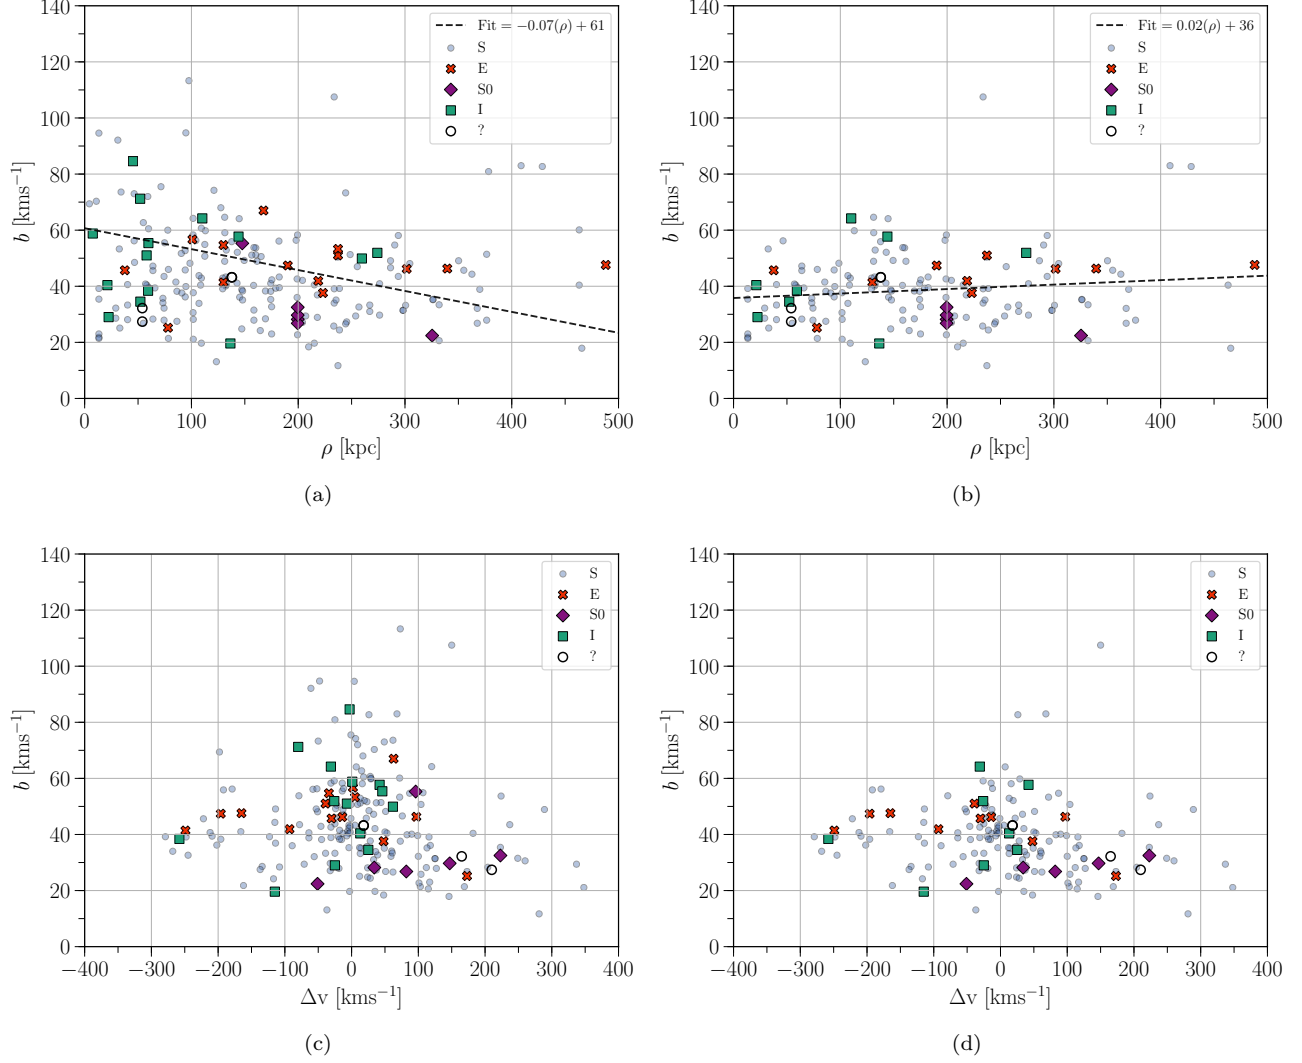 140
120
100
80
60
40
20
0
b [kms⁻¹]
Fit = −0.07(ρ) + 61
S
E
S0
I
?
0 100 200 300 400 500
ρ [kpc]
(a)
140
120
100
80
60
40
20
0
b [kms⁻¹]
Fit = 0.02(ρ) + 36
S
E
S0
I
?
0 100 200 300 400 500
ρ [kpc]
(b)
140
120
100
80
60
40
20
0
b [kms⁻¹]
S
E
S0
I
?
−400 −300 −200 −100 0 100 200 300 400
Δv [kms⁻¹]
(c)
140
120
100
80
60
40
20
0
b [kms⁻¹]
S
E
S0
I
?
−400 −300 −200 −100 0 100 200 300 400
Δv [kms⁻¹]
(d)